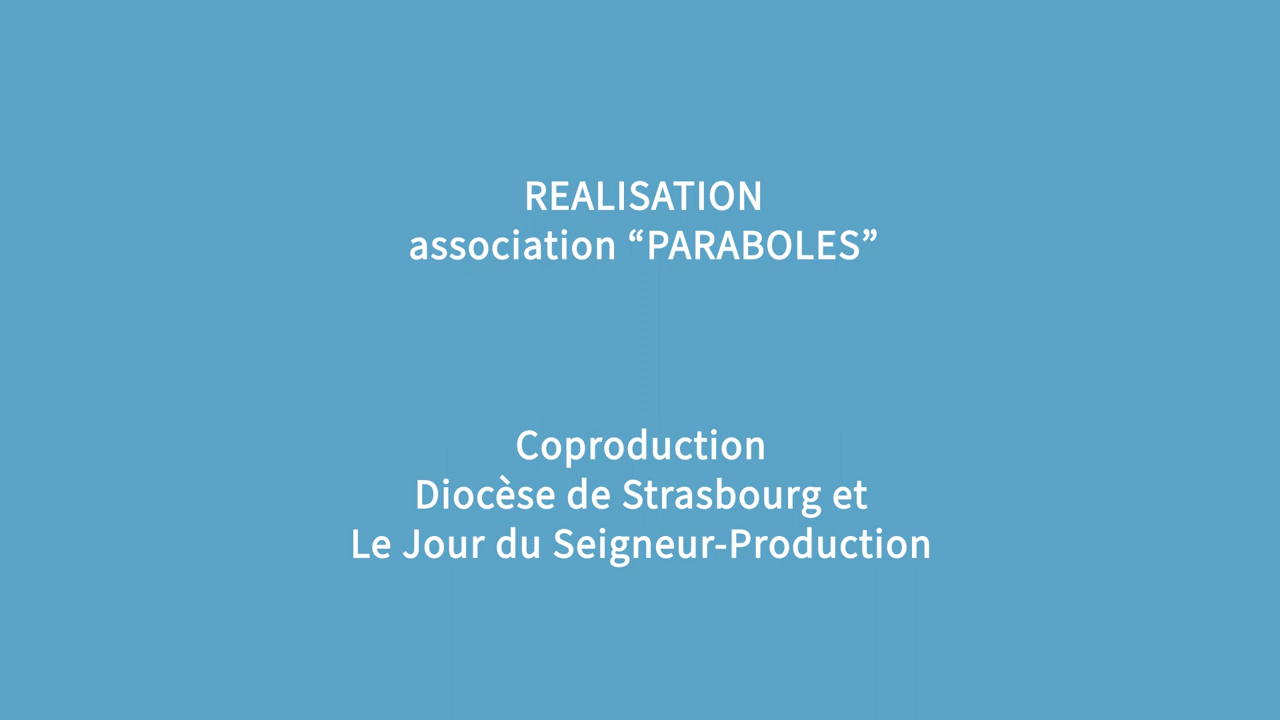 REALISATION
association “PARABOLES”
Coproduction
Diocèse de Strasbourg et
Le Jour du Seigneur-Production